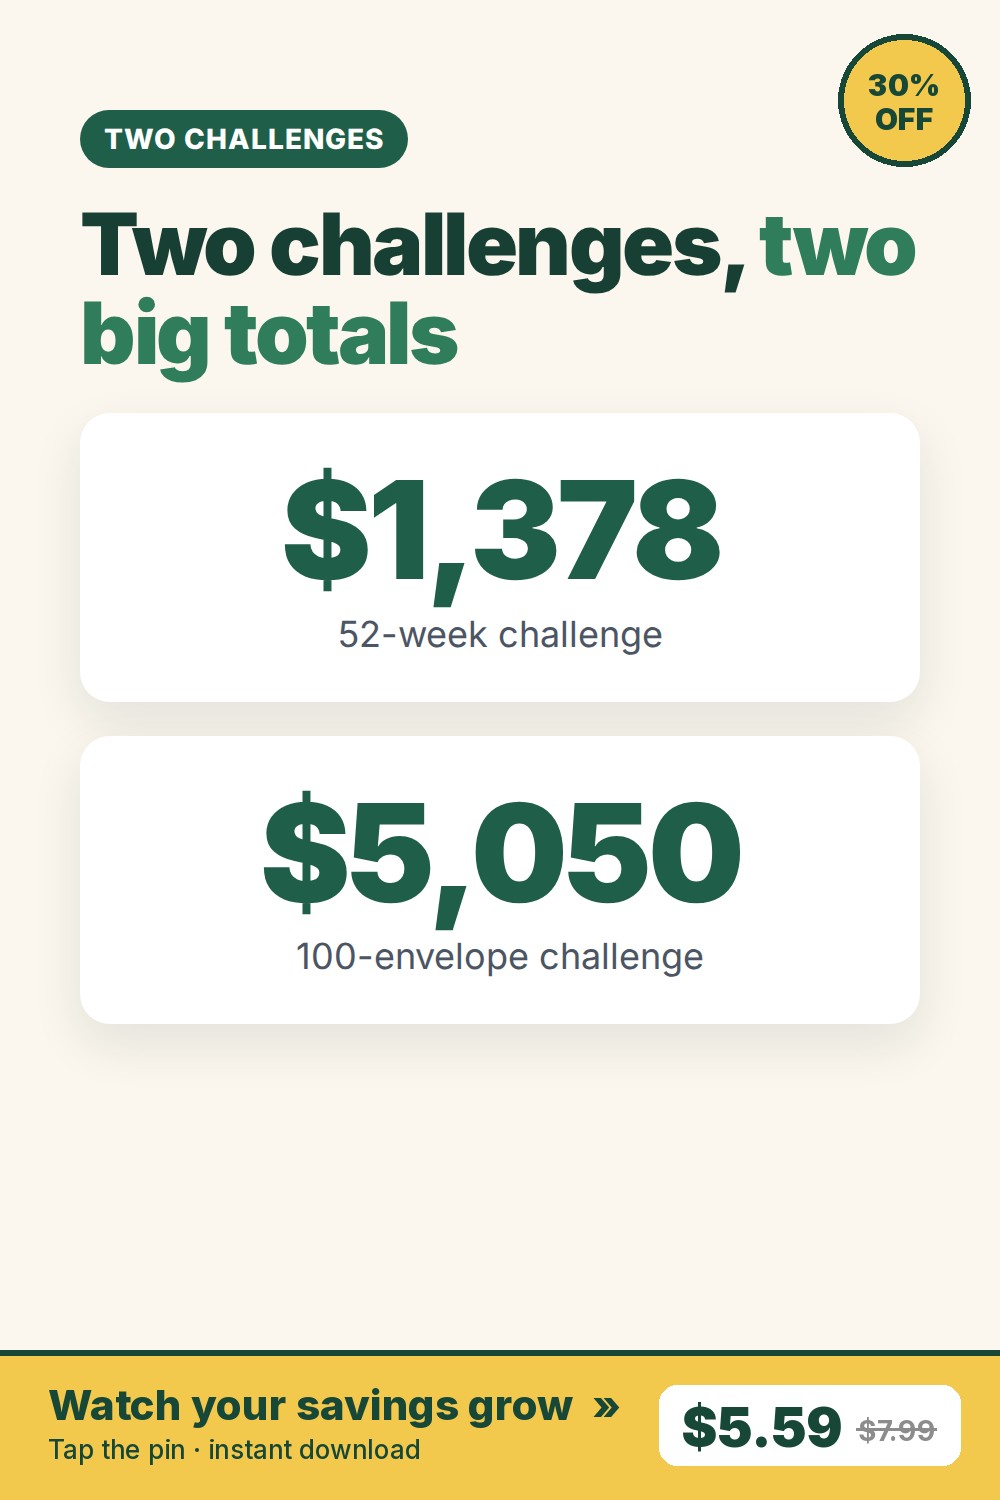 30%
OFF
TWO CHALLENGES
Two challenges, two
big totals
$1,378
52-week challenge
$5,050
100-envelope challenge
Watch your savings grow »
Tap the pin · instant download
$5.59 $7.99